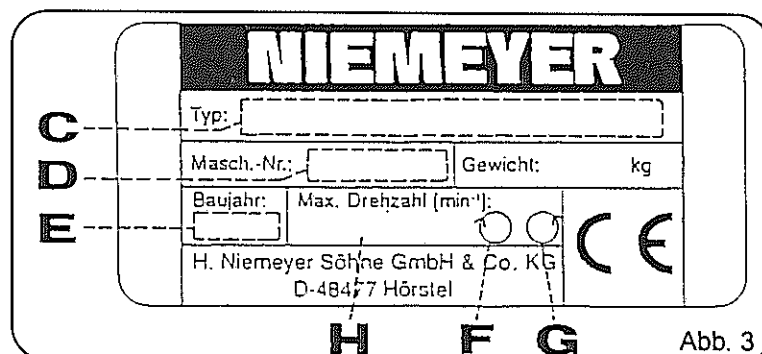 NIEMEYER
C Typ:
D Masch.-Nr.: Gewicht: kg
E Baujahr: Max. Drehzahl (min⁻¹): CE
H. Niemeyer Söhne GmbH & Co. KG
D-48477 Hörstel
H F G Abb. 3